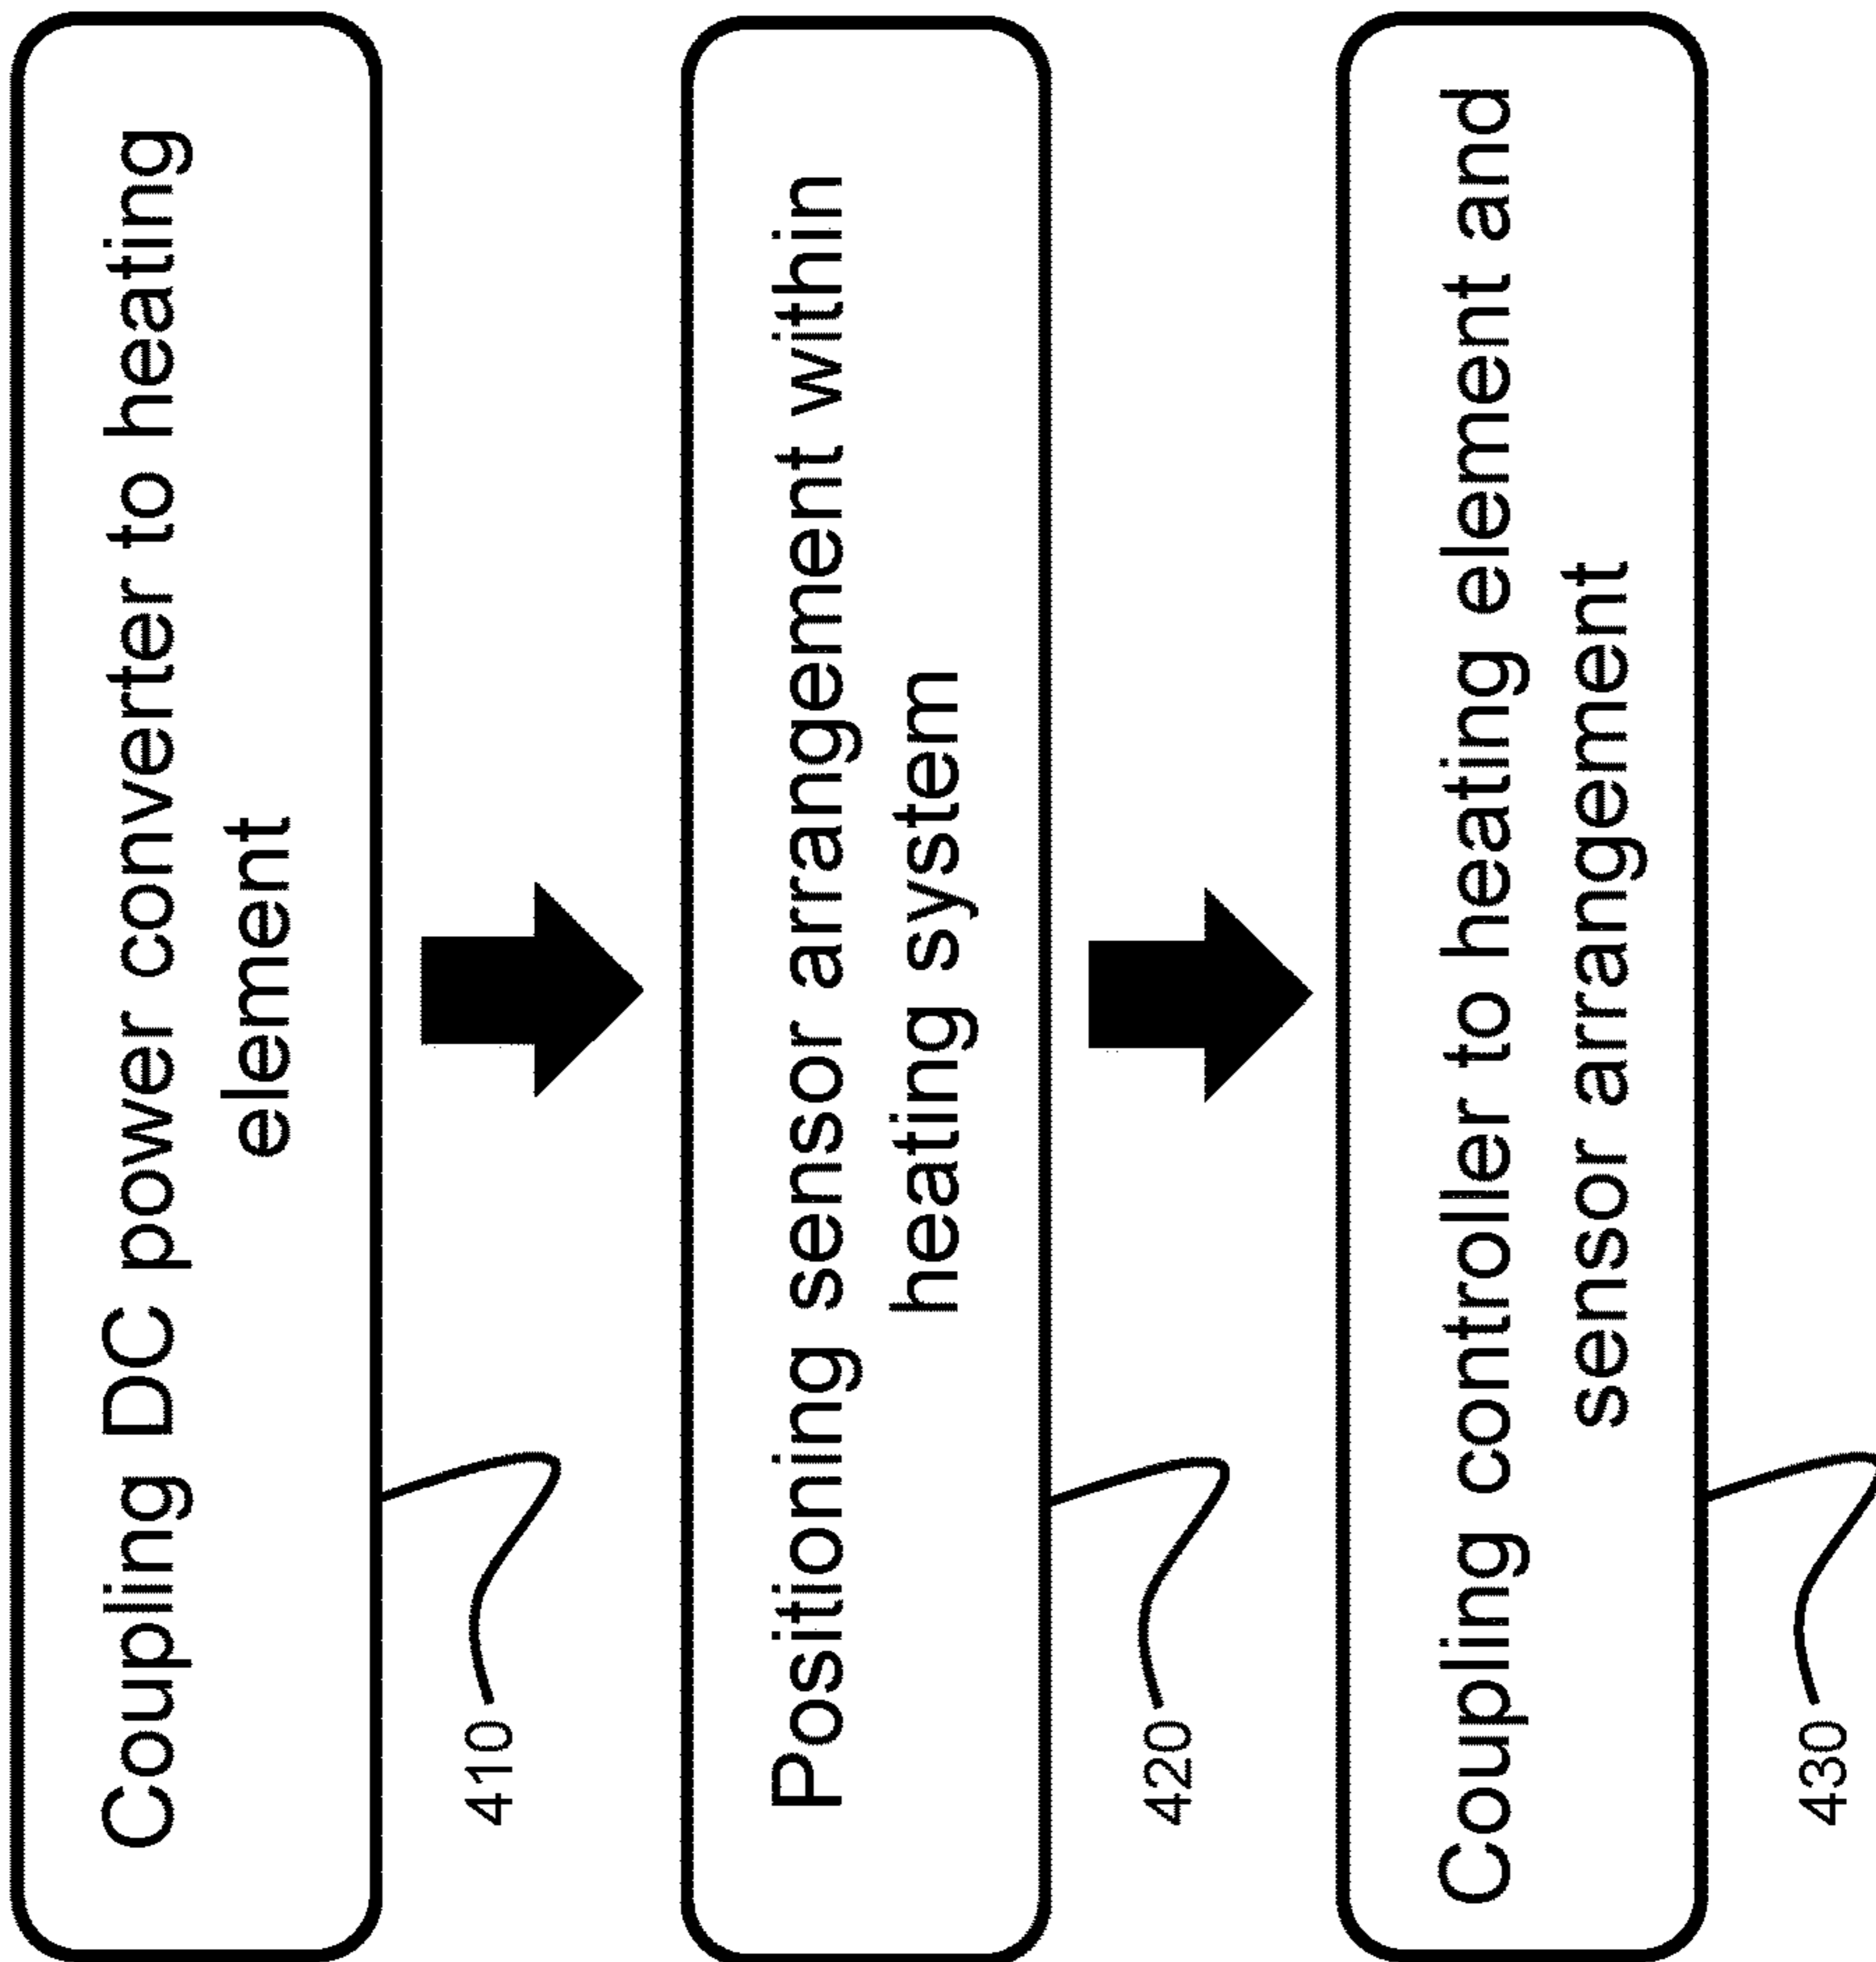 Coupling DC power converter to heating
element
410
Positioning sensor arrangement within
heating system
420
Coupling controller to heating element and
sensor arrangement
430